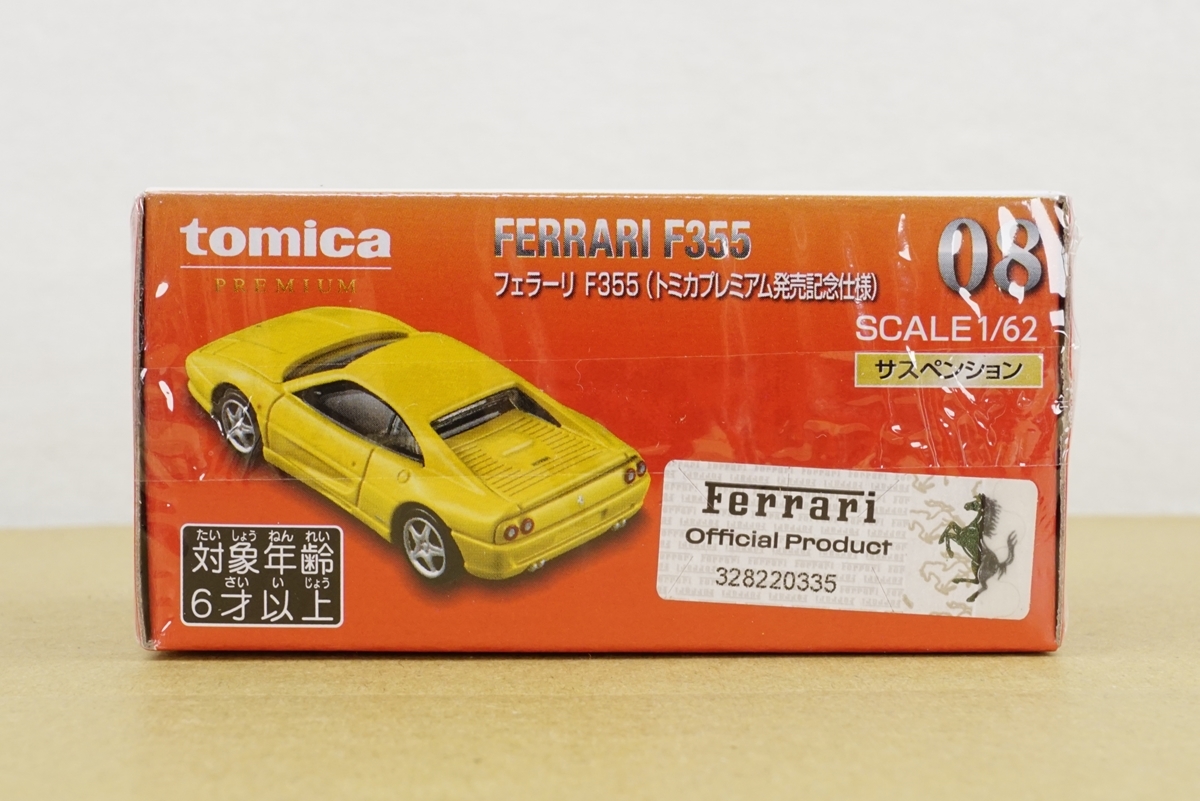 tomica
PREMIUM
FERRARI F355
フェラーリ F355(トミカプレミアム発売記念仕様)
08
SCALE 1/62
サスペンション
たい しょう ねん れい
対象年齢
さい い じょう
6才以上
Ferrari
Official Product
328220335